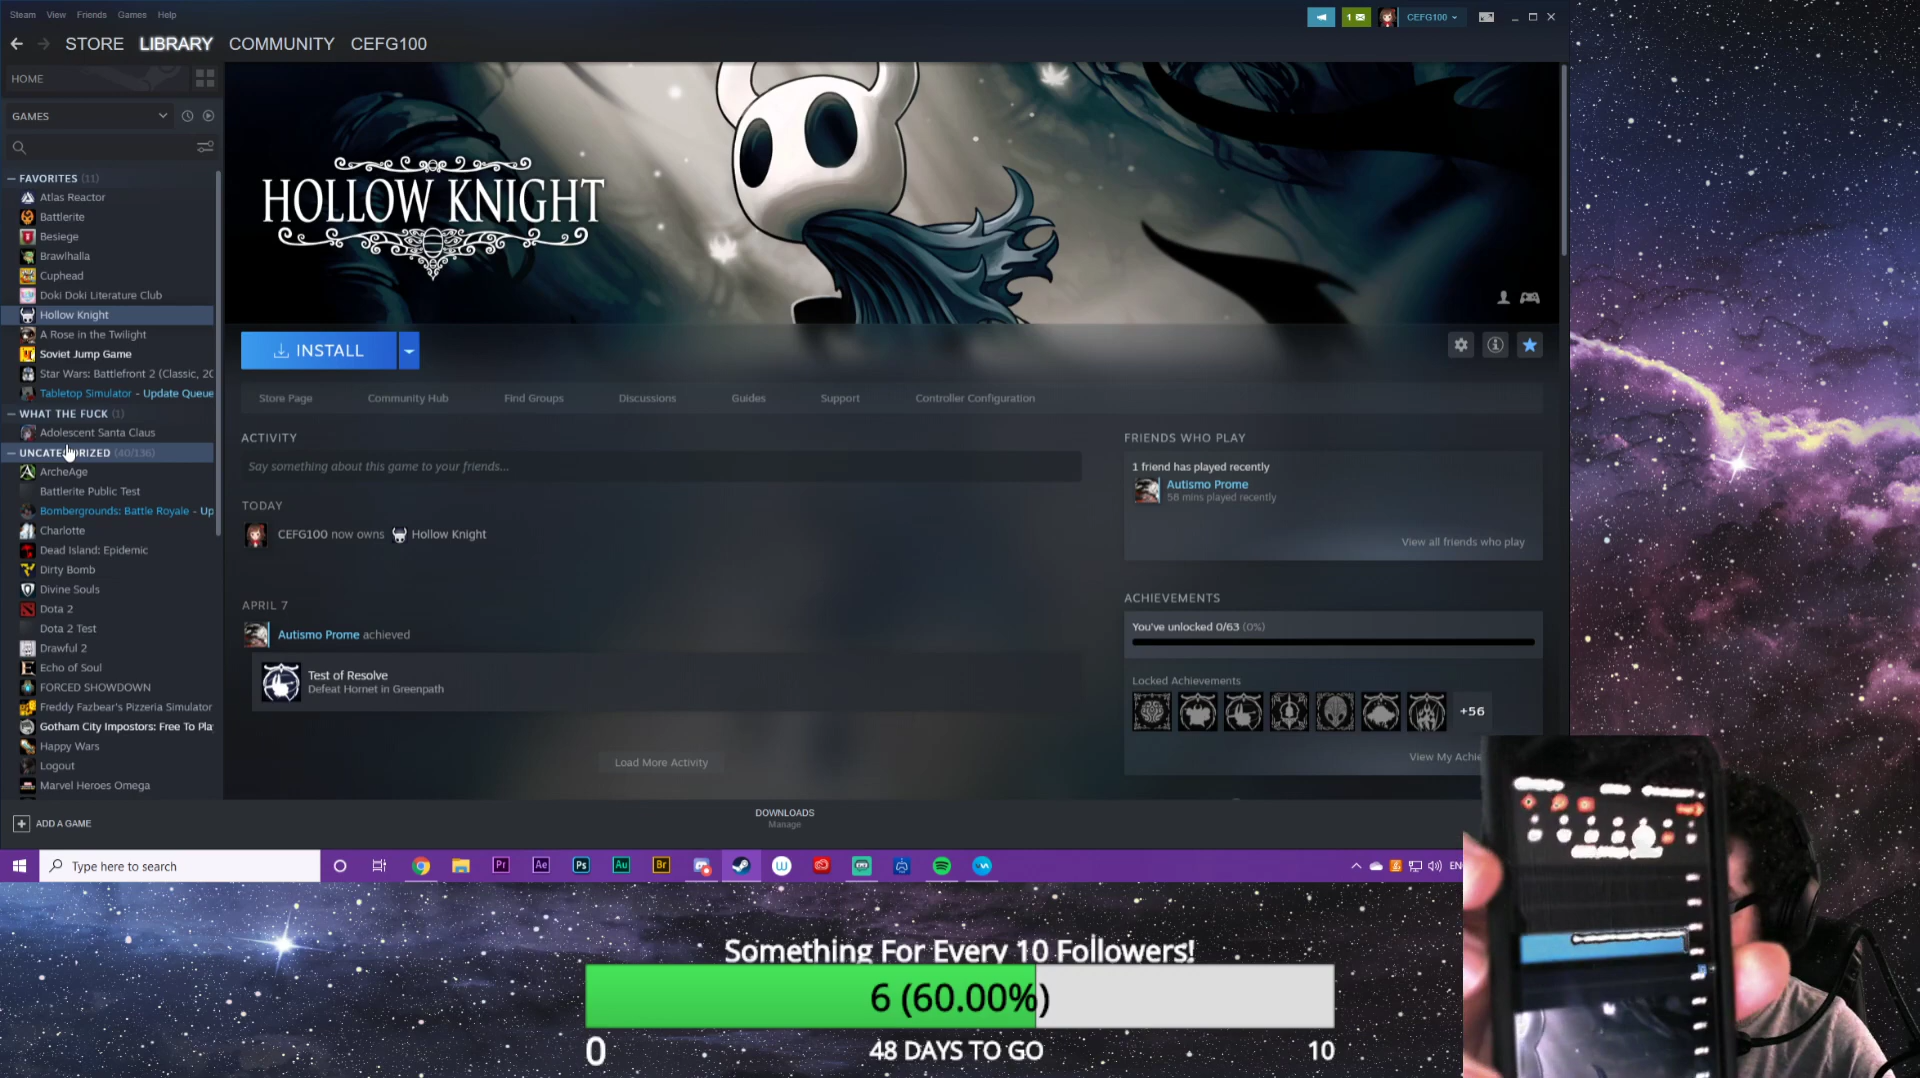 Steam View Friends Games Help
1
CEFG100
STORE LIBRARY COMMUNITY CEFG100
HOME
GAMES
FAVORITES (11)
Atlas Reactor
Battlerite
Besiege
Brawlhalla
Cuphead
Doki Doki Literature Club
Hollow Knight
A Rose in the Twilight
Soviet Jump Game
Star Wars: Battlefront 2 (Classic, 20
Tabletop Simulator - Update Queue
WHAT THE FUCK (1)
Adolescent Santa Claus
UNCATEGORIZED (40/136)
ArcheAge
Battlerite Public Test
Bombergrounds: Battle Royale - Up
Charlotte
Dead Island: Epidemic
Dirty Bomb
Divine Souls
Dota 2
Dota 2 Test
Drawful 2
Echo of Soul
FORCED SHOWDOWN
Freddy Fazbear's Pizzeria Simulator
Gotham City Impostors: Free To Pla
Happy Wars
Logout
Marvel Heroes Omega
ADD A GAME
HOLLOW KNIGHT
INSTALL
Store Page Community Hub Find Groups Discussions Guides Support Controller Configuration
ACTIVITY
Say something about this game to your friends...
TODAY
CEFG100 now owns Hollow Knight
APRIL 7
Autismo Prome achieved
Test of Resolve
Defeat Hornet in Greenpath
Load More Activity
FRIENDS WHO PLAY
1 friend has played recently
Autismo Prome
58 mins played recently
View all friends who play
ACHIEVEMENTS
You've unlocked 0/63 (0%)
Locked Achievements
+56
View My Achie
DOWNLOADS
Manage
Type here to search
Pr Ae Ps Au Br
EN
Something For Every 10 Followers!
6 (60.00%)
0 48 DAYS TO GO 10